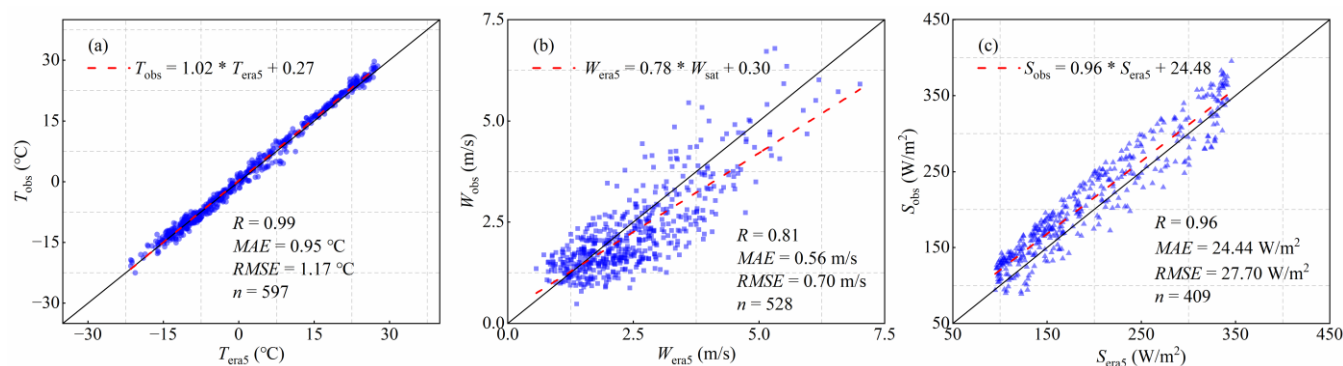 (a)
T_obs = 1.02 * T_era5 + 0.27
R = 0.99
MAE = 0.95 ℃
RMSE = 1.17 ℃
n = 597
T_obs (℃)
30
15
0
−15
−30
−30
−15
0
15
30
T_era5 (℃)
(b)
W_era5 = 0.78 * W_sat + 0.30
R = 0.81
MAE = 0.56 m/s
RMSE = 0.70 m/s
n = 528
W_obs (m/s)
7.5
5.0
2.5
0.0
0.0
2.5
5.0
7.5
W_era5 (m/s)
(c)
S_obs = 0.96 * S_era5 + 24.48
R = 0.96
MAE = 24.44 W/m²
RMSE = 27.70 W/m²
n = 409
S_obs (W/m²)
450
350
250
150
50
50
150
250
350
450
S_era5 (W/m²)